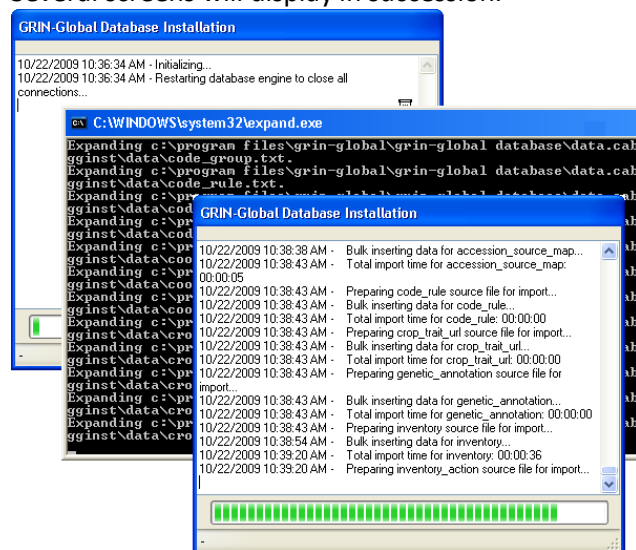 Several screens will display in succession.
GRIN-Global Database Installation
10/22/2009 10:36:34 AM - Initializing...
10/22/2009 10:36:34 AM - Restarting database engine to close all
connections...
C:\WINDOWS\system32\expand.exe
Expanding c:\program files\grin-global\grin-global database\data.cab
gginst\data\code_group.txt.
Expanding c:\program files\grin-global\grin-global database\data.cab
gginst\data\code_rule.txt.
Expanding c:\program files\grin-global\grin-global database\data.cab
gginst\data\cod
Expanding c:\pr
gginst\data\cod
Expanding c:\pr
gginst\data\coo
Expanding c:\pr
gginst\data\coo
Expanding c:\pr
gginst\data\coo
Expanding c:\pr
gginst\data\cro
Expanding c:\pr
gginst\data\cro
Expanding c:\pr
gginst\data\cro
Expanding c:\pr
gginst\data\cro
Expanding c:\pr
gginst\data\cro
GRIN-Global Database Installation
10/22/2009 10:38:38 AM - Bulk inserting data for accession_source_map...
10/22/2009 10:38:43 AM - Total import time for accession_source_map:
00:00:05
10/22/2009 10:38:43 AM - Preparing code_rule source file for import...
10/22/2009 10:38:43 AM - Bulk inserting data for code_rule...
10/22/2009 10:38:43 AM - Total import time for code_rule: 00:00:00
10/22/2009 10:38:43 AM - Preparing crop_trait_url source file for import...
10/22/2009 10:38:43 AM - Bulk inserting data for crop_trait_url...
10/22/2009 10:38:43 AM - Total import time for crop_trait_url: 00:00:00
10/22/2009 10:38:43 AM - Preparing genetic_annotation source file for
import...
10/22/2009 10:38:43 AM - Bulk inserting data for genetic_annotation...
10/22/2009 10:38:43 AM - Total import time for genetic_annotation: 00:00:00
10/22/2009 10:38:43 AM - Preparing inventory source file for import...
10/22/2009 10:38:54 AM - Bulk inserting data for inventory...
10/22/2009 10:39:20 AM - Total import time for inventory: 00:00:36
10/22/2009 10:39:20 AM - Preparing inventory_action source file for import...